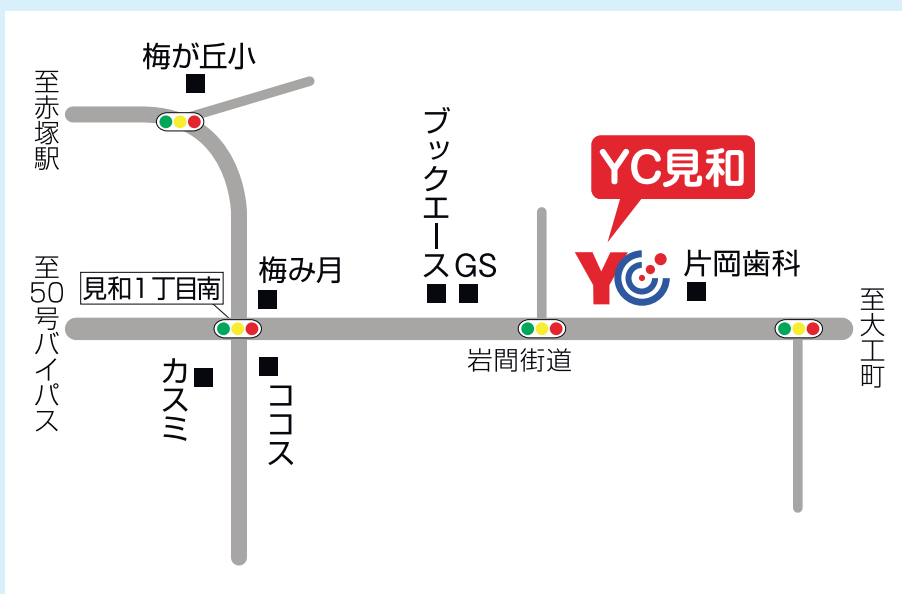 梅が丘小
至赤塚駅
ブックエース
YC見和
至50号バイパス
見和1丁目南
梅み月
GS
YC
片岡歯科
至大工町
岩間街道
カスミ
ココス